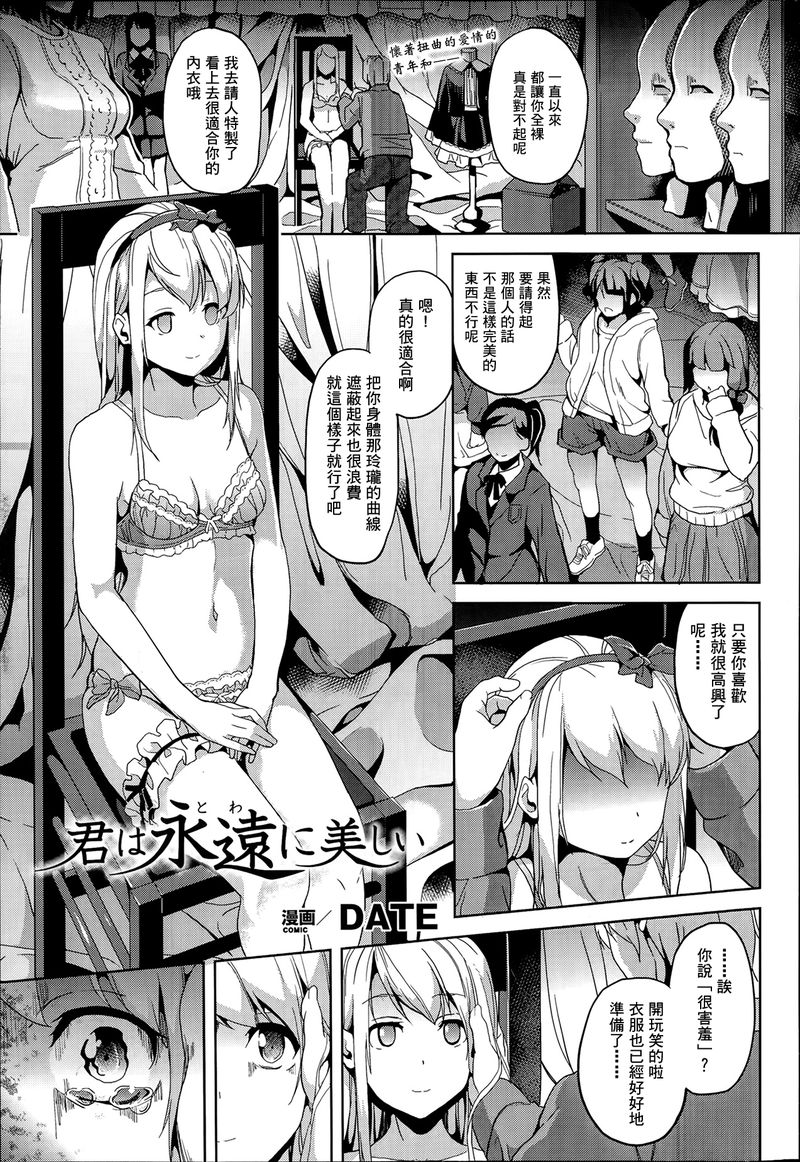 一直以來
都讓你全裸
真是對不起呢
懷著扭曲的愛情的
青年和——
我去請人特製了
看上去很適合你的
內衣哦
果然
要請得起
那個人的話
不是這樣完美的
東西不行呢
嗯！
真的很適合啊
把你身體那玲瓏的曲線
遮蔽起來也很浪費
就這個樣子就行了吧
只要你喜歡
我就很高興了
呢……
君は永遠に美しい
とわ
漫画
COMIC
DATE
……誒
你說「很害羞」？
開玩笑的啦
衣服也已經好好地
準備了……